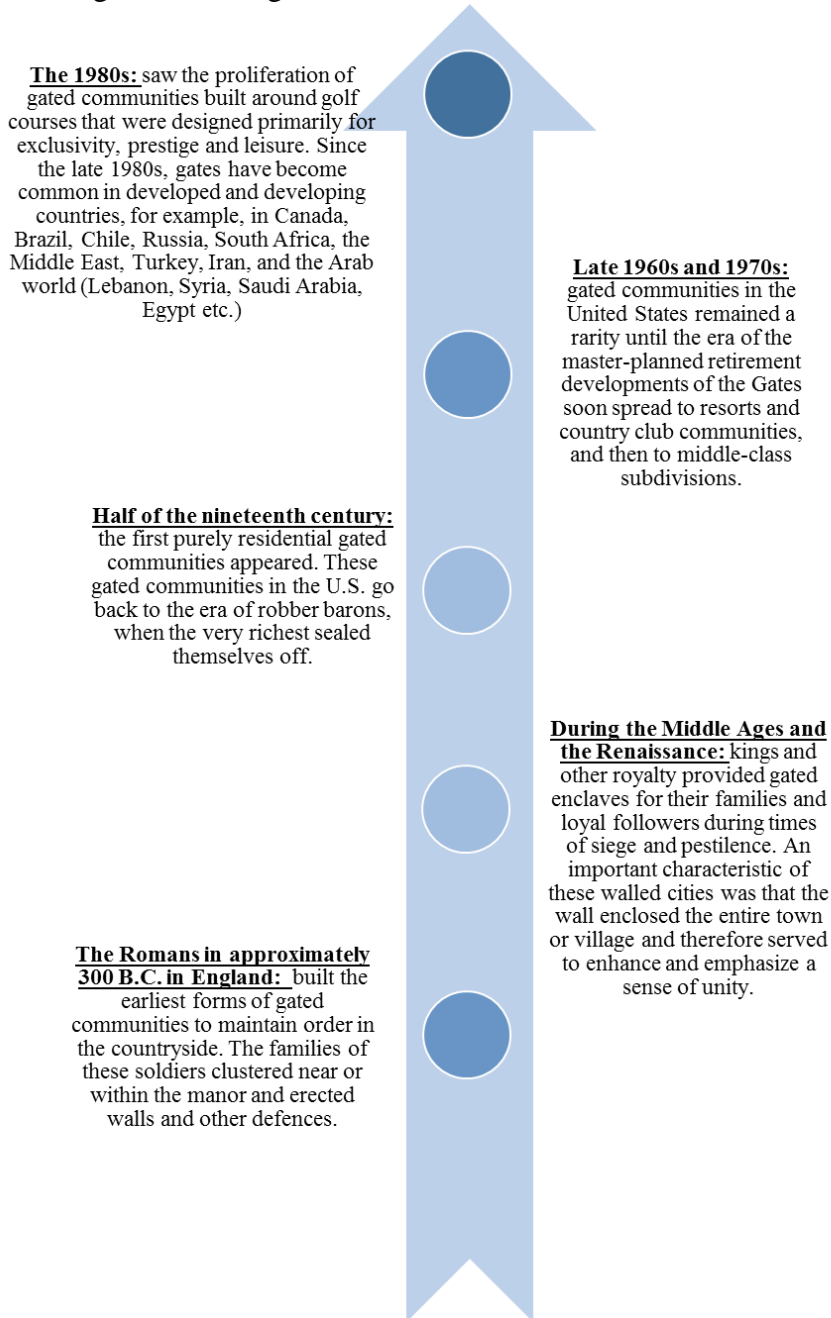 The 1980s: saw the proliferation of
gated communities built around golf
courses that were designed primarily for
exclusivity, prestige and leisure. Since
the late 1980s, gates have become
common in developed and developing
countries, for example, in Canada,
Brazil, Chile, Russia, South Africa, the
Middle East, Turkey, Iran, and the Arab
world (Lebanon, Syria, Saudi Arabia,
Egypt etc.)
Late 1960s and 1970s:
gated communities in the
United States remained a
rarity until the era of the
master-planned retirement
developments of the Gates
soon spread to resorts and
country club communities,
and then to middle-class
subdivisions.
Half of the nineteenth century:
the first purely residential gated
communities appeared. These
gated communities in the U.S. go
back to the era of robber barons,
when the very richest sealed
themselves off.
During the Middle Ages and
the Renaissance: kings and
other royalty provided gated
enclaves for their families and
loyal followers during times
of siege and pestilence. An
important characteristic of
these walled cities was that the
wall enclosed the entire town
or village and therefore served
to enhance and emphasize a
sense of unity.
The Romans in approximately
300 B.C. in England: built the
earliest forms of gated
communities to maintain order in
the countryside. The families of
these soldiers clustered near or
within the manor and erected
walls and other defences.